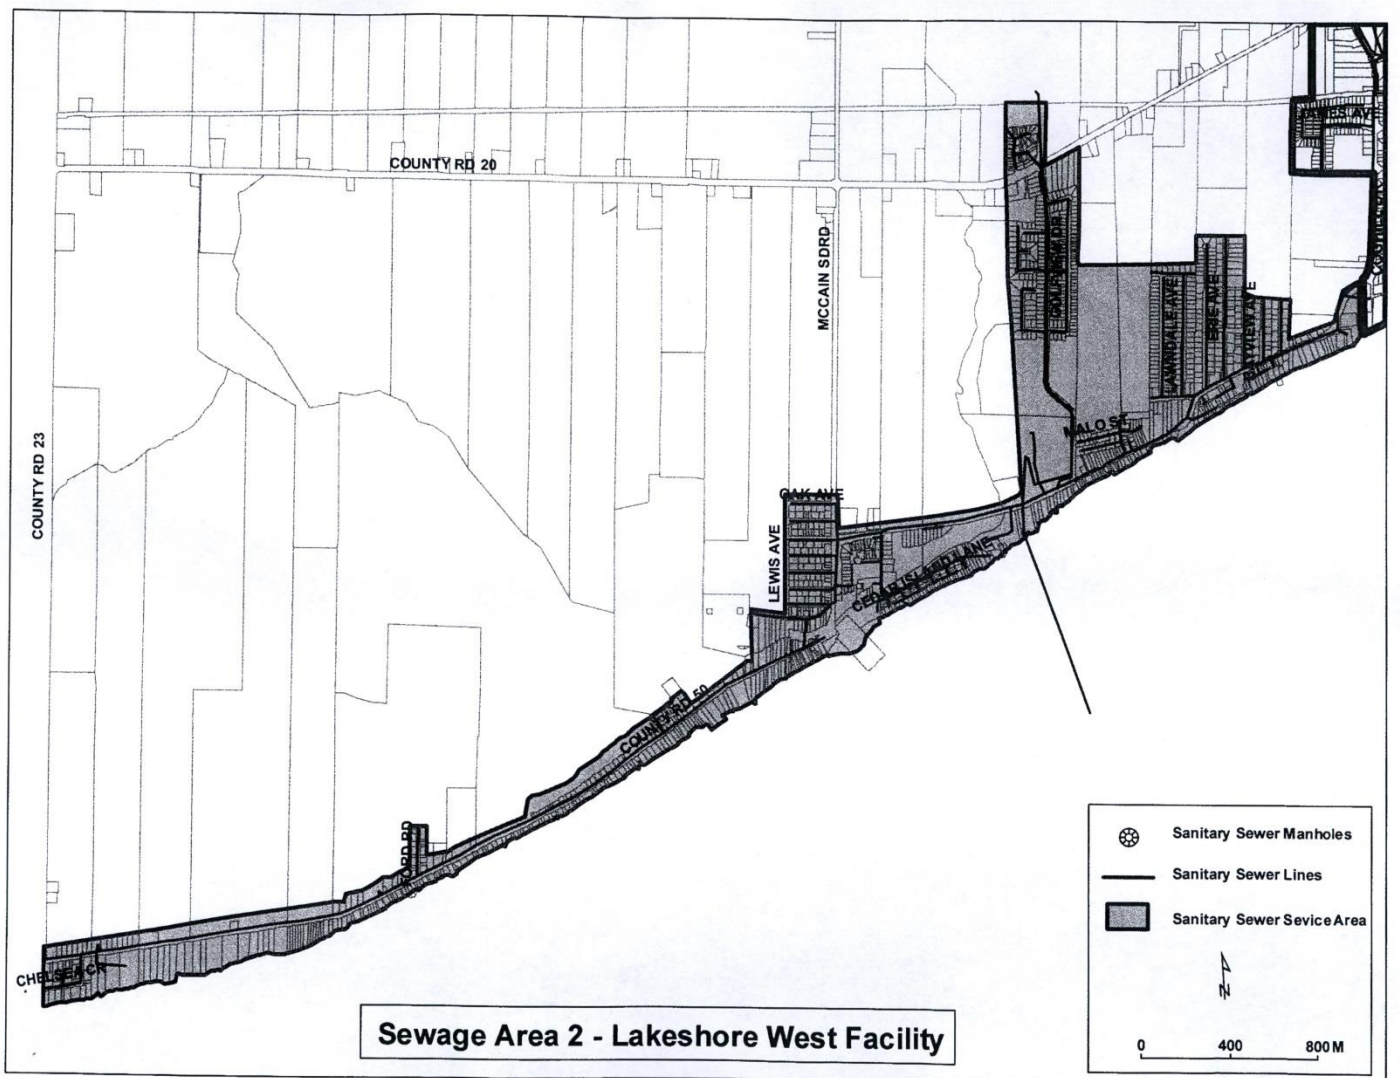 JAMES AVE
COUNTY RD 20
MCCAIN SDRD
ERIE AVE
LAWNDALE AVE
BAYVIEW AVE
MALO ST
COUNTY RD 23
OAK AVE
LEWIS AVE
CEDAR ISLAND LANE
COUNTY RD 50
CHELSEA CR
Sanitary Sewer Manholes
Sanitary Sewer Lines
Sanitary Sewer Sevice Area
N
0 400 800 M
Sewage Area 2 - Lakeshore West Facility